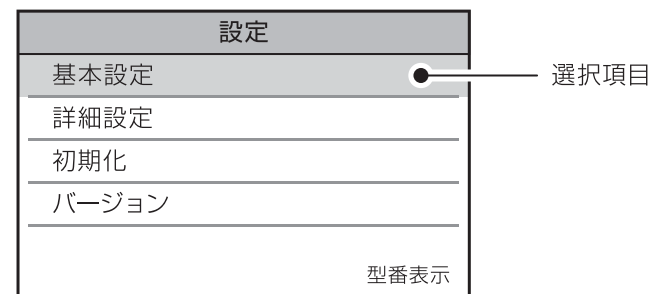 設定
基本設定
選択項目
詳細設定
初期化
バージョン
型番表示